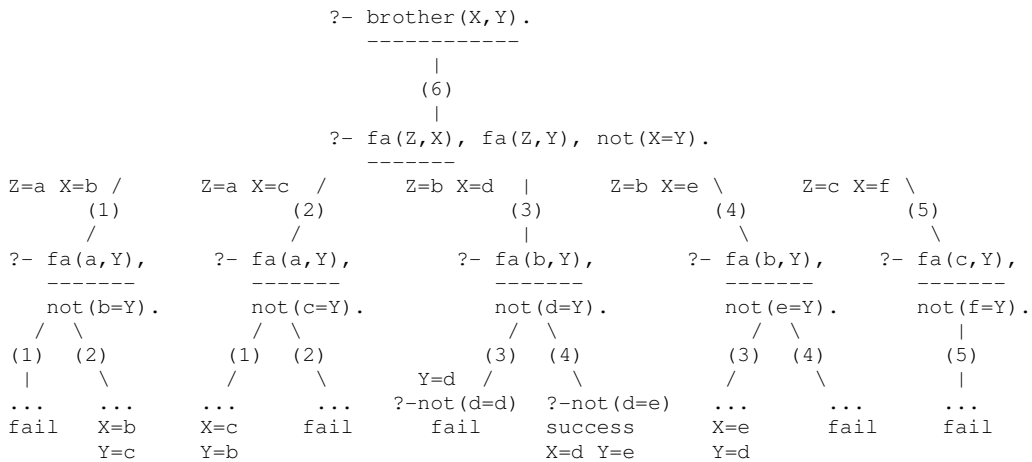 ?- brother(X,Y).
------------
|
(6)
|
?- fa(Z,X), fa(Z,Y), not(X=Y).
-------
Z=a X=b / Z=a X=c / Z=b X=d | Z=b X=e \ Z=c X=f \
(1) (2) (3) (4) (5)
/ / | \ \
?- fa(a,Y), ?- fa(a,Y), ?- fa(b,Y), ?- fa(b,Y), ?- fa(c,Y),
------- ------- ------- ------- -------
not(b=Y). not(c=Y). not(d=Y). not(e=Y). not(f=Y).
/ \ / \ / \ / \ |
(1) (2) (1) (2) (3) (4) (3) (4) (5)
| \ / \ Y=d / \ / \ |
... ... ... ... ?-not(d=d) ?-not(d=e) ... ... ...
fail X=b X=c fail fail success X=e fail fail
Y=c Y=b X=d Y=e Y=d